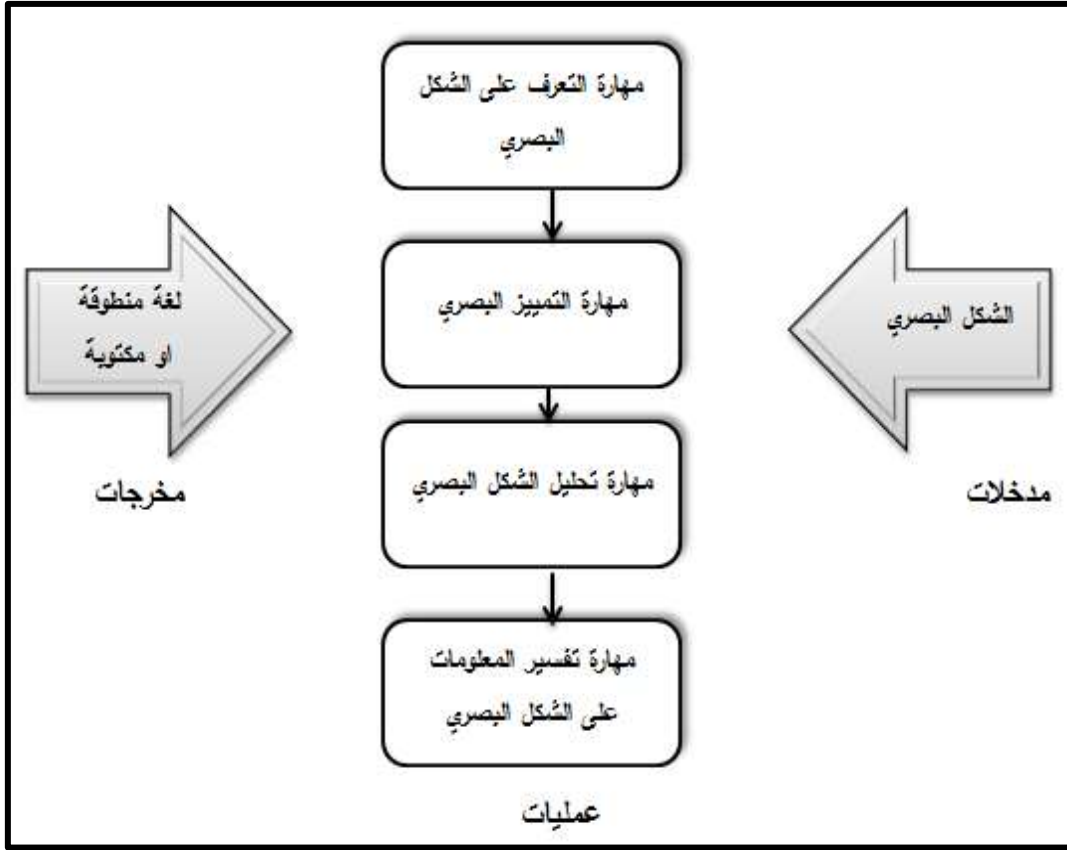 مهارة التعرف على الشكل
البصري
مهارة التمييز البصري
مهارة تحليل الشكل البصري
مهارة تفسير المعلومات
على الشكل البصري
عمليات
الشكل البصري
مدخلات
لغة منطوقة
او مكتوبة
مخرجات